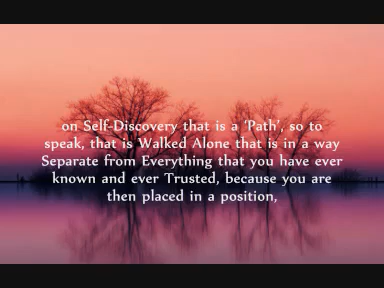 on Self-Discovery that is a 'Path', so to
speak, that is Walked Alone that is in a way
Separate from Everything that you have ever
known and ever Trusted, because you are
then placed in a position,